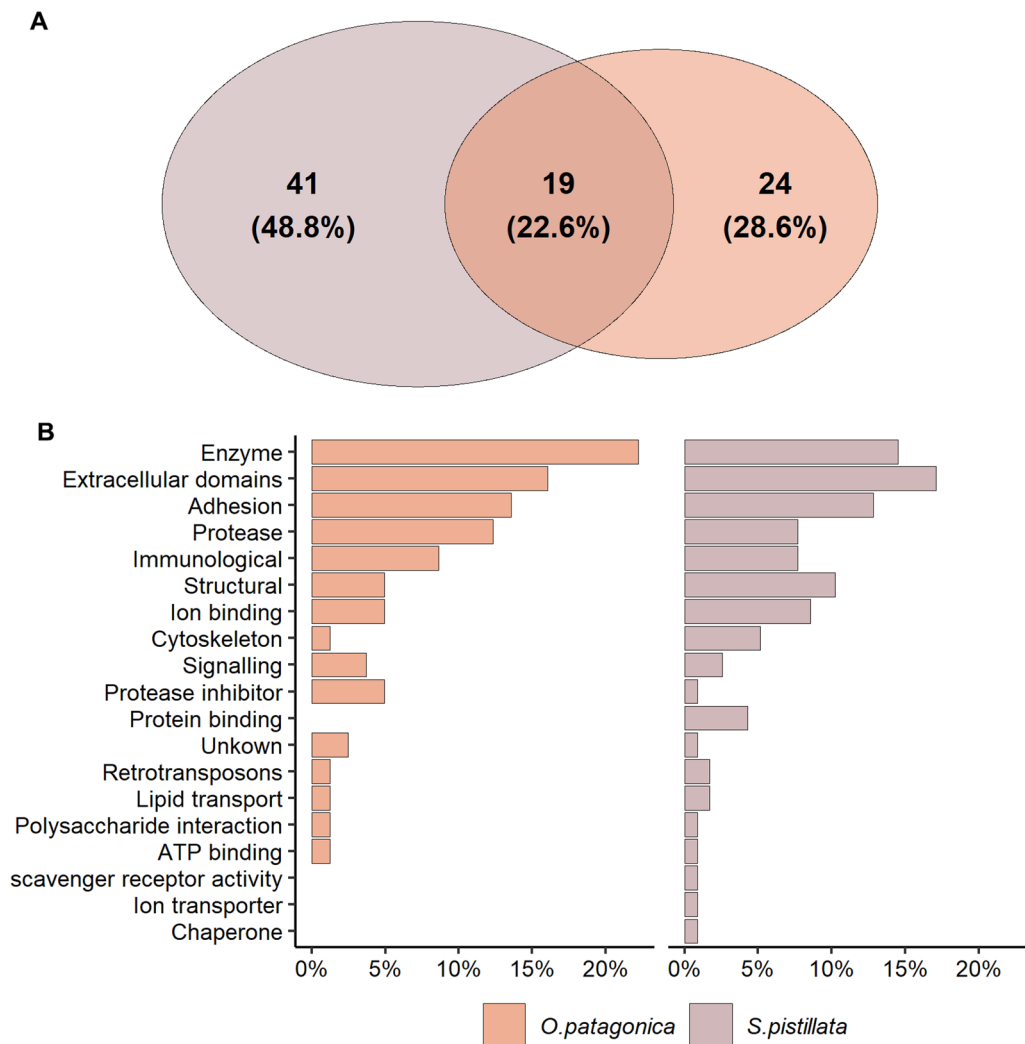 A
41
(48.8%)
19
(22.6%)
24
(28.6%)
B
Enzyme
Extracellular domains
Adhesion
Protease
Immunological
Structural
Ion binding
Cytoskeleton
Signalling
Protease inhibitor
Protein binding
Unkown
Retrotransposons
Lipid transport
Polysaccharide interaction
ATP binding
scavenger receptor activity
Ion transporter
Chaperone
0% 5% 10% 15% 20% 0% 5% 10% 15% 20%
O.patagonica S.pistillata